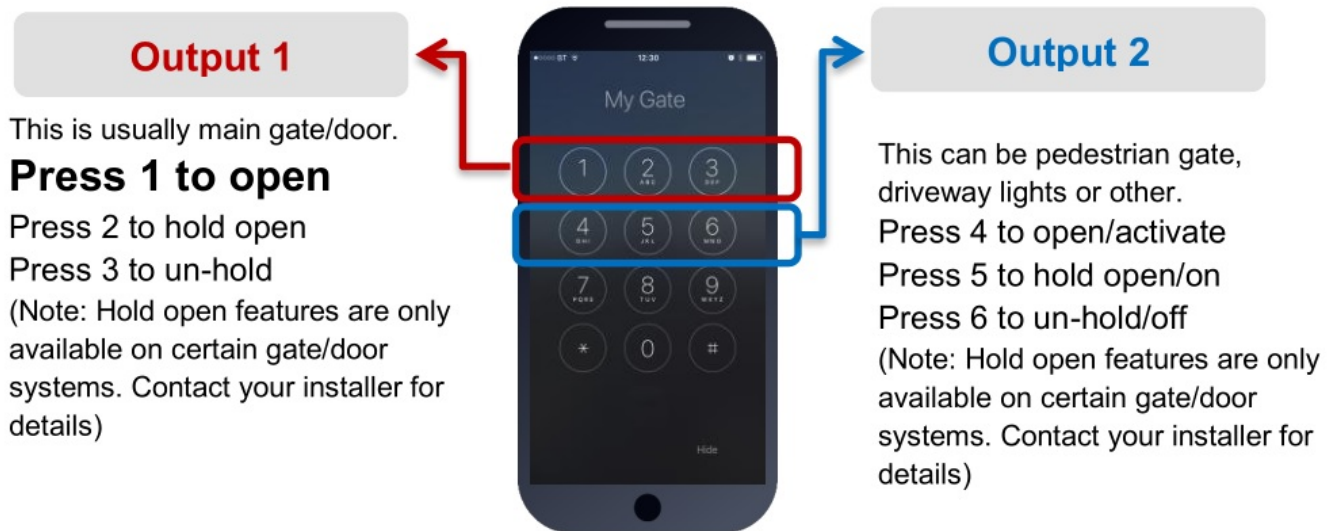 Output 1
This is usually main gate/door.
Press 1 to open
Press 2 to hold open
Press 3 to un-hold
(Note: Hold open features are only
available on certain gate/door
systems. Contact your installer for
details)
BT 12:30
My Gate
1 2 3
ABC DEF
4 5 6
GHI JKL MNO
7 8 9
PQRS TUV WXYZ
* 0 #
Hide
Output 2
This can be pedestrian gate,
driveway lights or other.
Press 4 to open/activate
Press 5 to hold open/on
Press 6 to un-hold/off
(Note: Hold open features are only
available on certain gate/door
systems. Contact your installer for
details)